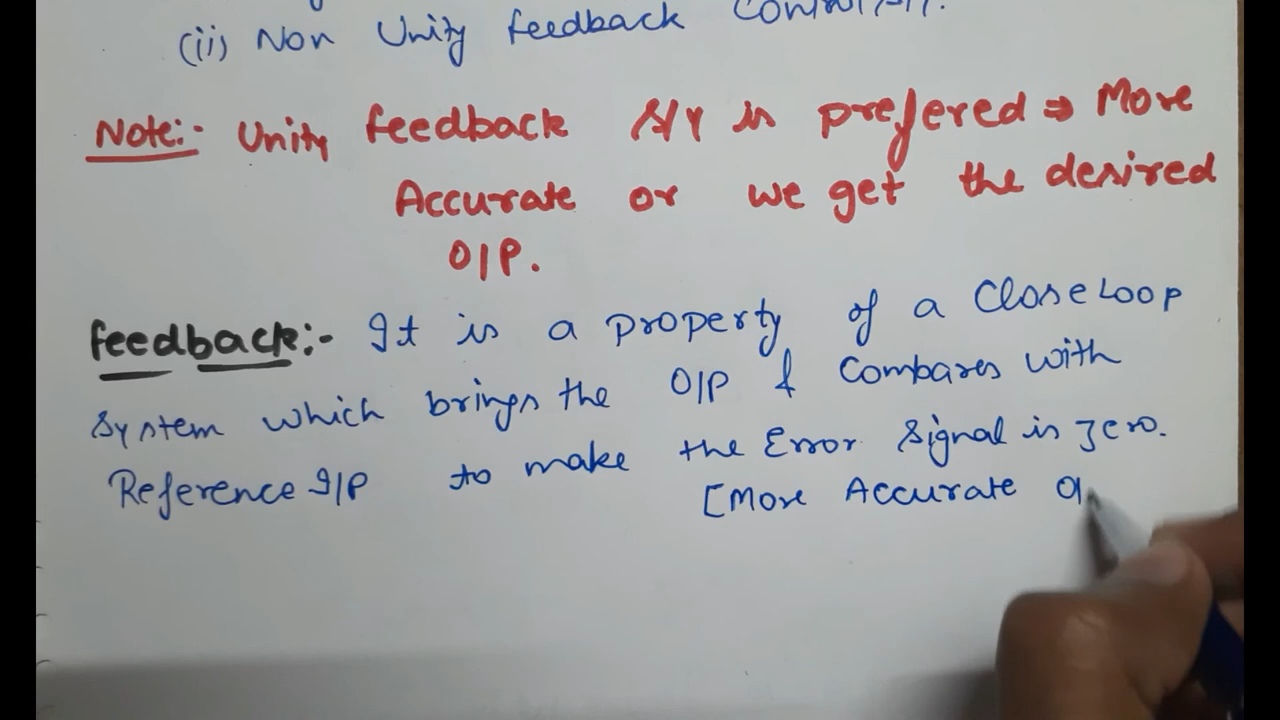 (ii) Non Unity feedback
Note:- Unity feedback S/Y is prefered ⇒ More
Accurate or we get the desired
O/P.
feedback:- It is a property of a Close Loop
System which brings the O/P & Combares with
Reference I/P to make the Error Signal is zero.
[More Accurate